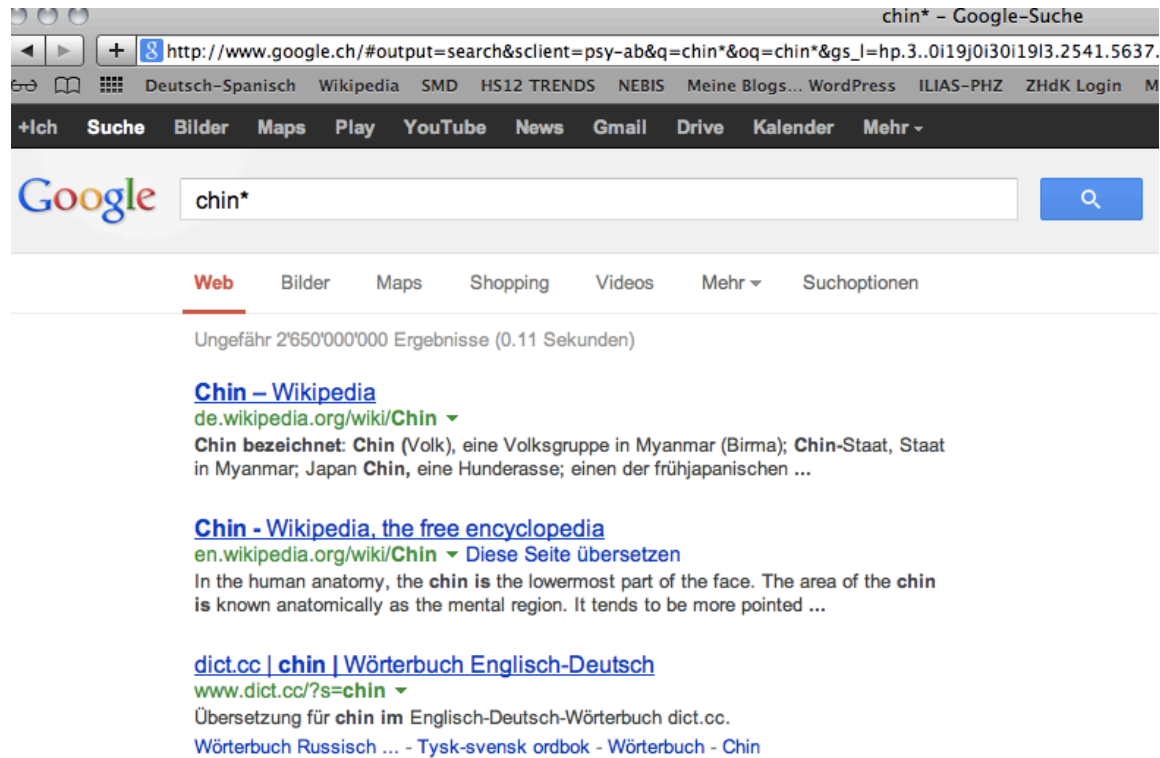 chin* – Google-Suche
+ 8 http://www.google.ch/#output=search&sclient=psy-ab&q=chin*&oq=chin*&gs_l=hp.3..0i19j0i30i19l3.2541.5637.
Deutsch-Spanisch Wikipedia SMD HS12 TRENDS NEBIS Meine Blogs... WordPress ILIAS-PHZ ZHdK Login M
+Ich Suche Bilder Maps Play YouTube News Gmail Drive Kalender Mehr
Google chin*
Web Bilder Maps Shopping Videos Mehr Suchoptionen
Ungefähr 2'650'000'000 Ergebnisse (0.11 Sekunden)
Chin – Wikipedia
de.wikipedia.org/wiki/Chin
Chin bezeichnet: Chin (Volk), eine Volksgruppe in Myanmar (Birma); Chin-Staat, Staat
in Myanmar; Japan Chin, eine Hunderasse; einen der frühjapanischen ...
Chin - Wikipedia, the free encyclopedia
en.wikipedia.org/wiki/Chin Diese Seite übersetzen
In the human anatomy, the chin is the lowermost part of the face. The area of the chin
is known anatomically as the mental region. It tends to be more pointed ...
dict.cc | chin | Wörterbuch Englisch-Deutsch
www.dict.cc/?s=chin
Übersetzung für chin im Englisch-Deutsch-Wörterbuch dict.cc.
Wörterbuch Russisch ... - Tysk-svensk ordbok - Wörterbuch - Chin